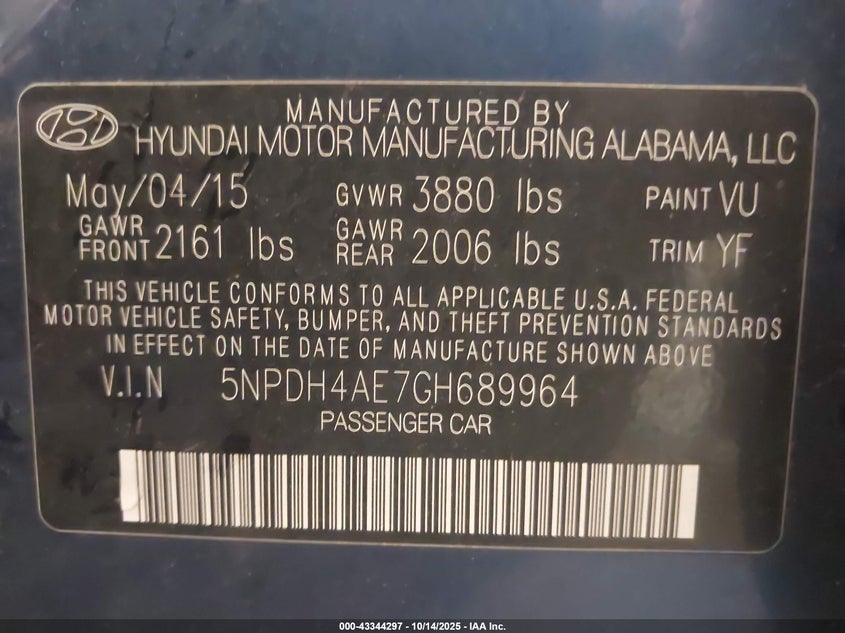 MANUFACTURED BY
HYUNDAI MOTOR MANUFACTURING ALABAMA, LLC
May/04/15 GVWR 3880 lbs PAINT VU
GAWR FRONT 2161 lbs GAWR REAR 2006 lbs TRIM YF
THIS VEHICLE CONFORMS TO ALL APPLICABLE U.S.A. FEDERAL
MOTOR VEHICLE SAFETY, BUMPER, AND THEFT PREVENTION STANDARDS
IN EFFECT ON THE DATE OF MANUFACTURE SHOWN ABOVE
V.I.N 5NPDH4AE7GH689964
PASSENGER CAR
000-43344297 - 10/14/2025 - IAA Inc.